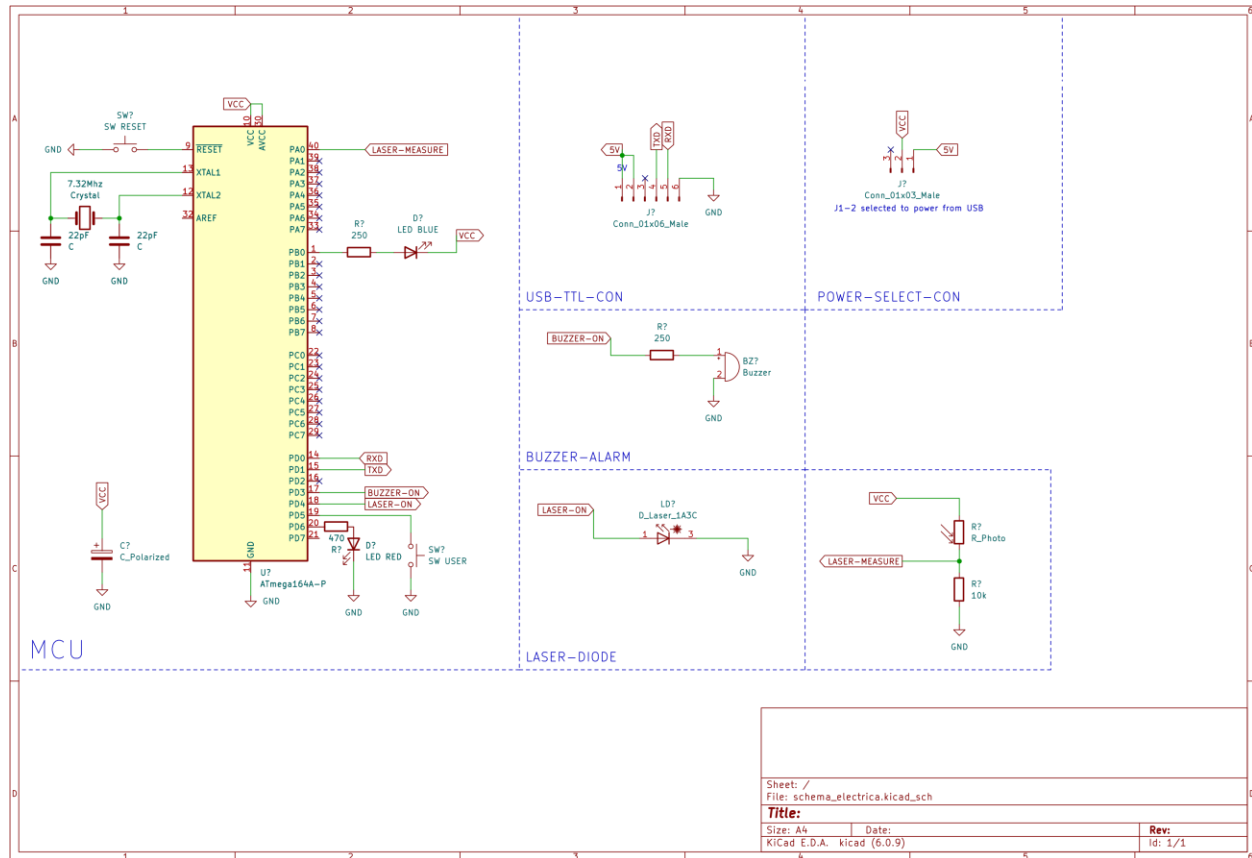 1 2 3 4 5 6
A
B
C
D
VCC
10 30
VCC
AVCC
SW?
SW RESET
GND
9 RESET
13 XTAL1
12 XTAL2
32 AREF
7.32Mhz
Crystal
22pF
C
22pF
C
GND
GND
PA0 40
LASER-MEASURE
PA1 39
PA2 38
PA3 37
PA4 36
PA5 35
PA6 34
PA7 33
PB0 1
R?
250
D?
LED BLUE
VCC
PB1 2
PB2 3
PB3 4
PB4 5
PB5 6
PB6 7
PB7 8
PC0 22
PC1 23
PC2 24
PC3 25
PC4 26
PC5 27
PC6 28
PC7 29
PD0 14
RXD
PD1 15
TXD
PD2 16
PD3 17
BUZZER-ON
PD4 18
LASER-ON
PD5 19
PD6 20
PD7 21
470
R?
D?
LED RED
SW?
SW USER
GND
GND
GND
11
U?
ATmega164A-P
GND
VCC
+
C?
C_Polarized
GND
MCU
5V
5V
TXD
RXD
1 2 3 4 5 6
J?
Conn_01x06_Male
GND
USB-TTL-CON
VCC
5V
3 2 1
J?
Conn_01x03_Male
J1-2 selected to power from USB
POWER-SELECT-CON
BUZZER-ON
R?
250
1
+
2
BZ?
Buzzer
GND
BUZZER-ALARM
LASER-ON
LD?
D_Laser_1A3C
1 3
GND
LASER-DIODE
VCC
R?
R_Photo
LASER-MEASURE
R?
10k
GND
Sheet: /
File: schema_electrica.kicad_sch
Title:
Size: A4 Date: Rev:
KiCad E.D.A. kicad (6.0.9) Id: 1/1
1 2 3 4 5 6
A
B
C
D